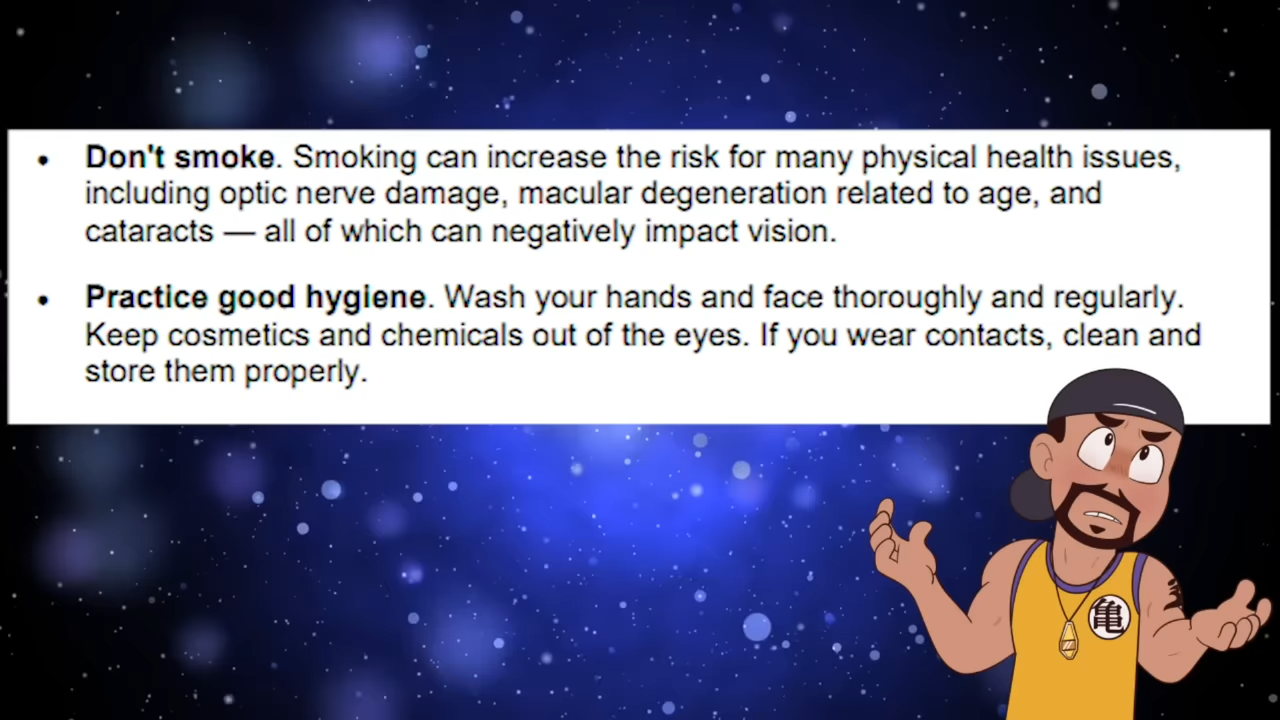 • Don't smoke. Smoking can increase the risk for many physical health issues,
including optic nerve damage, macular degeneration related to age, and
cataracts — all of which can negatively impact vision.
• Practice good hygiene. Wash your hands and face thoroughly and regularly.
Keep cosmetics and chemicals out of the eyes. If you wear contacts, clean and
store them properly.
亀